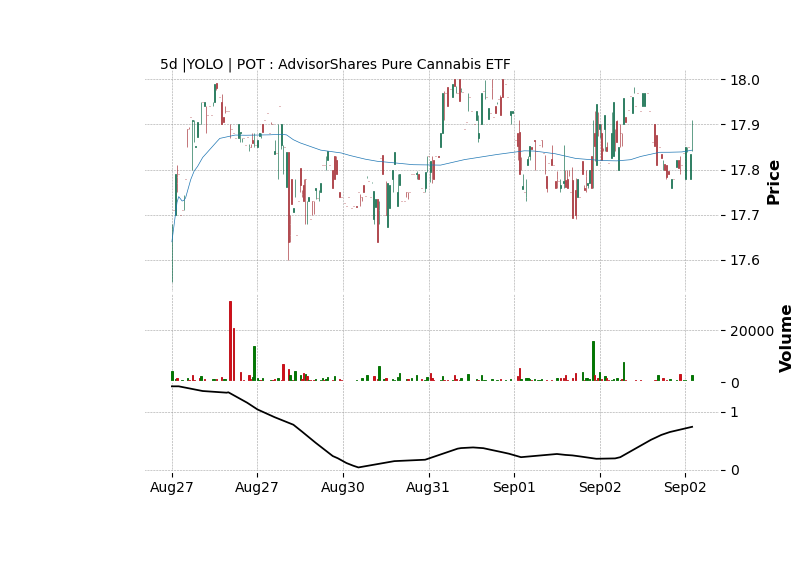 5d |YOLO | POT : AdvisorShares Pure Cannabis ETF
18.0
17.9
17.8
17.7
17.6
Price
20000
0
Volume
1
0
Aug27 Aug27 Aug30 Aug31 Sep01 Sep02 Sep02